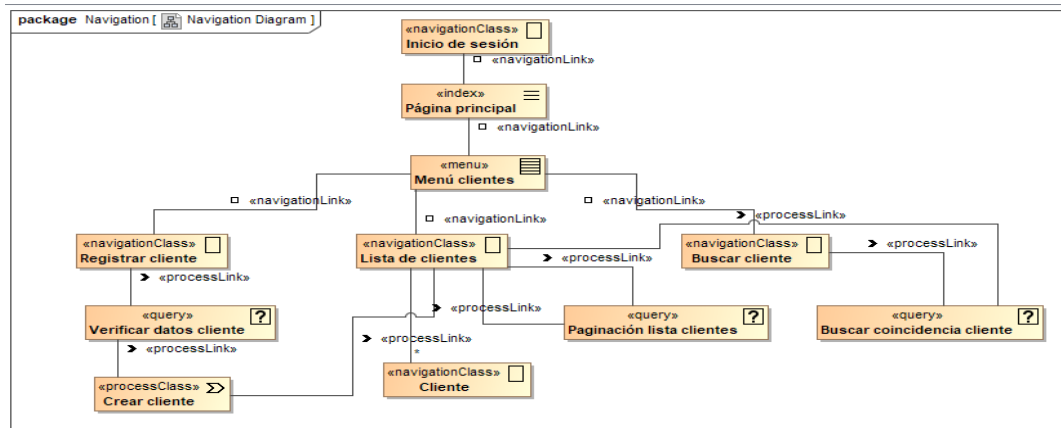 package Navigation [ Navigation Diagram ]
«navigationClass»
Inicio de sesión
«navigationLink»
«index»
Página principal
«navigationLink»
«menu»
Menú clientes
«navigationLink»
«navigationLink»
«navigationLink»
«processLink»
«navigationClass»
Registrar cliente
«navigationClass»
Lista de clientes
«navigationClass»
Buscar cliente
«processLink»
«processLink»
«processLink»
«query»
Verificar datos cliente
«processLink»
«query»
Paginación lista clientes
«query»
Buscar coincidencia cliente
«processLink»
«processLink»
*
«processClass»
Crear cliente
«navigationClass»
Cliente